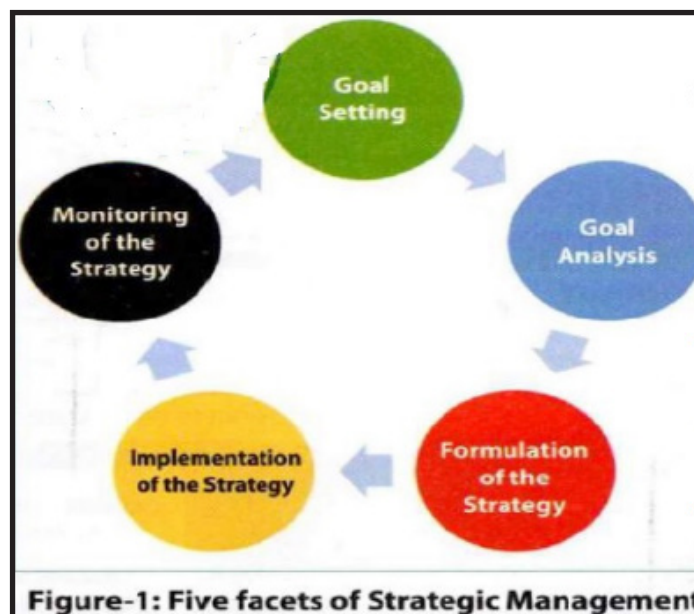 Goal
Setting
Goal
Analysis
Formulation
of the
Strategy
Implementation
of the Strategy
Monitoring
of the
Strategy
Figure-1: Five facets of Strategic Management